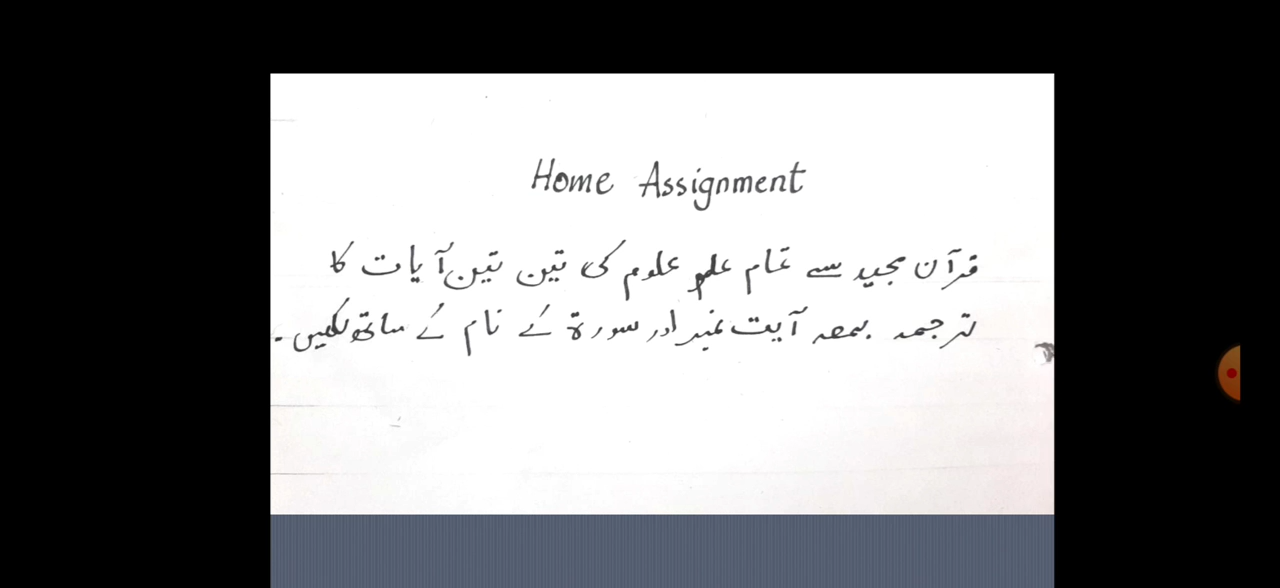 Home Assignment
قرآن مجید سے تمام علوم کی تین تین آیات کا
ترجمہ بمعہ آیت نمبر اور سورۃ کے نام کے ساتھ لکھیں۔